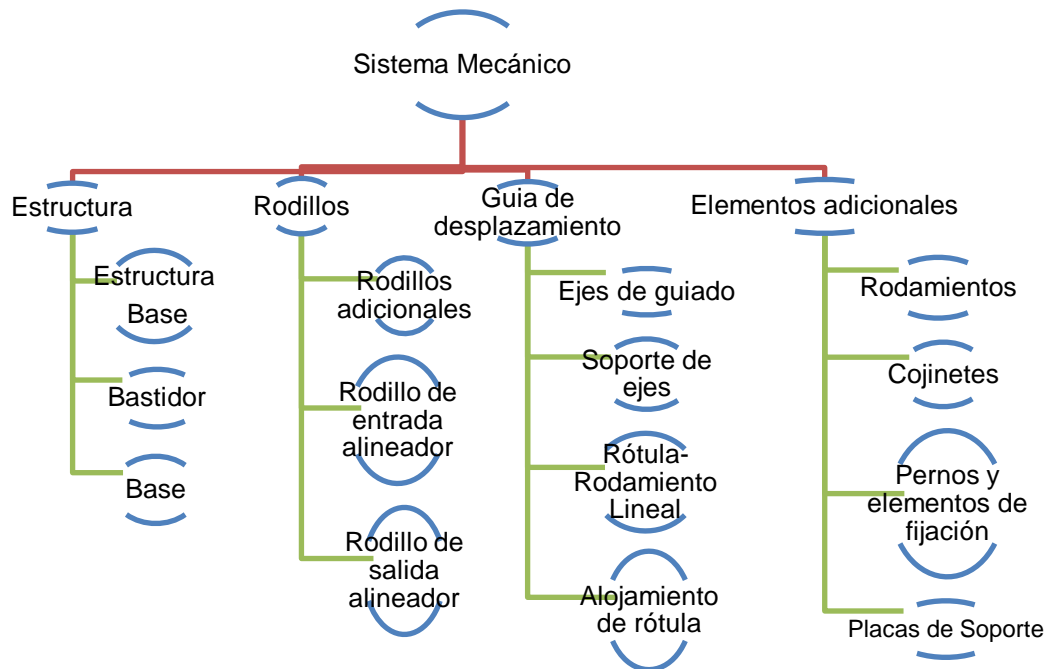 Sistema Mecánico
Estructura
Estructura
Base
Bastidor
Base
Rodillos
Rodillos
adicionales
Rodillo de
entrada
alineador
Rodillo de
salida
alineador
Guia de
desplazamiento
Ejes de guiado
Soporte de
ejes
Rótula-
Rodamiento
Lineal
Alojamiento
de rótula
Elementos adicionales
Rodamientos
Cojinetes
Pernos y
elementos de
fijación
Placas de Soporte